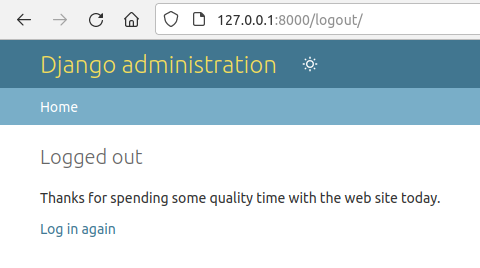 127.0.0.1:8000/logout/
Django administration
Home
Logged out
Thanks for spending some quality time with the web site today.
Log in again